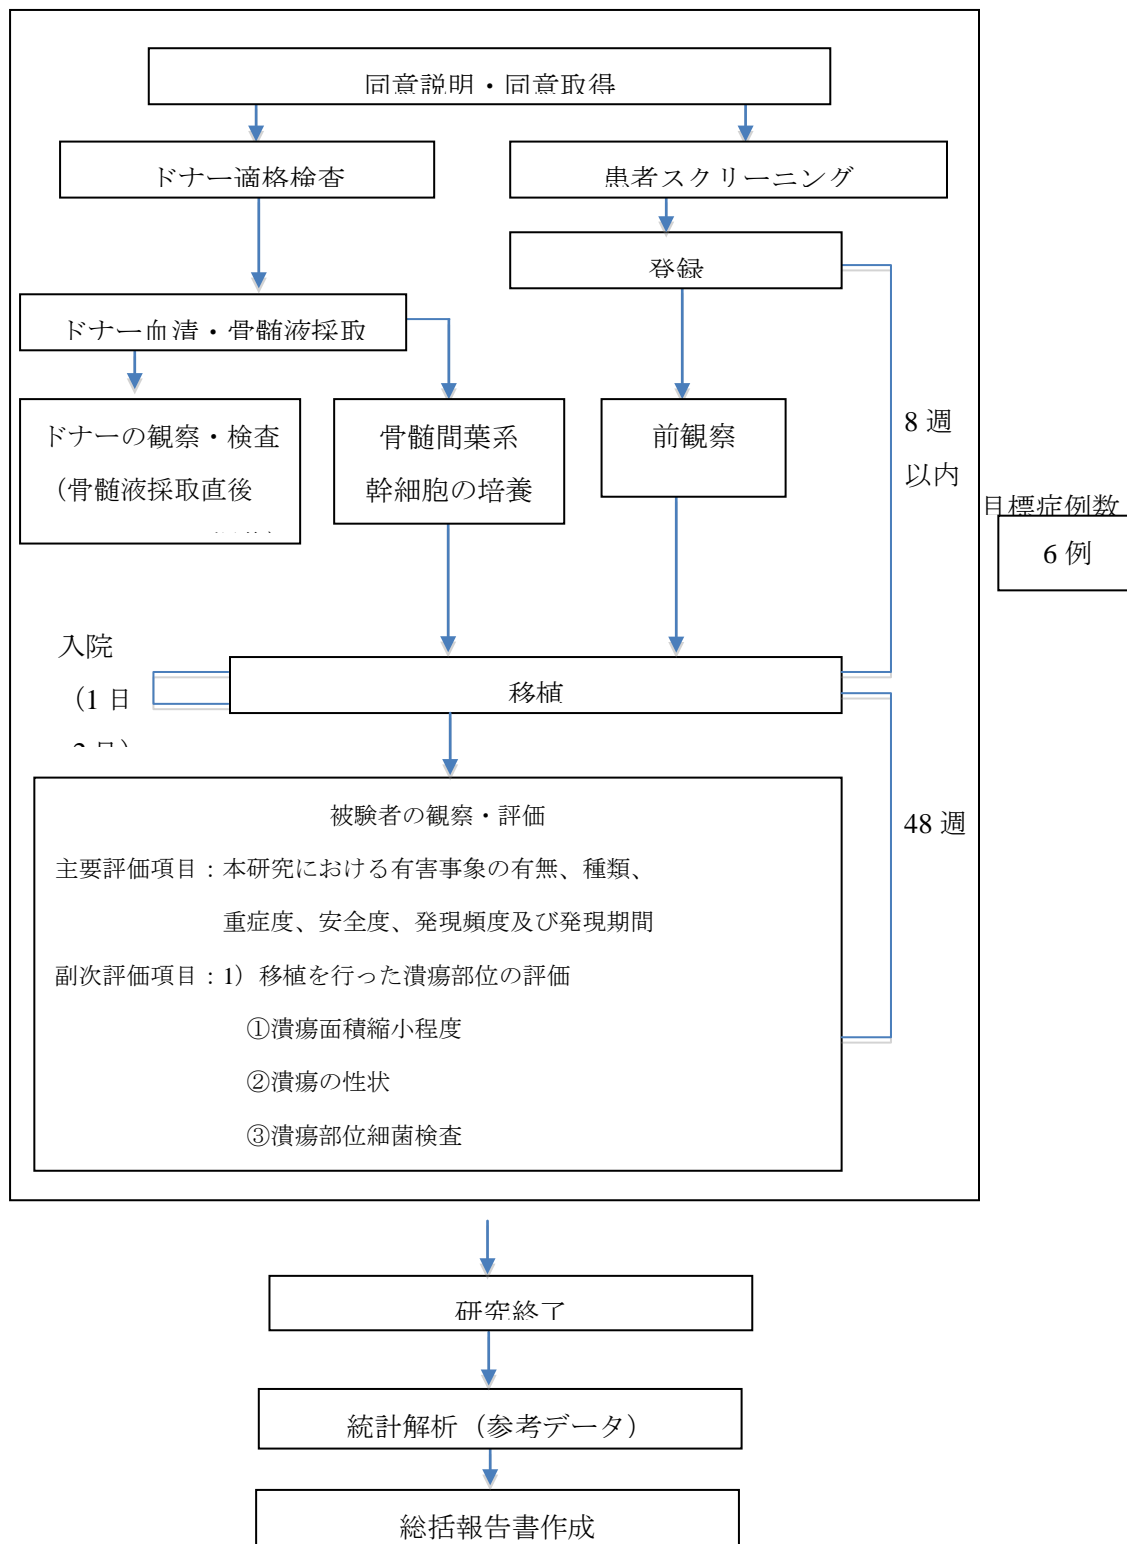 同意説明・同意取得
ドナー適格検査
患者スクリーニング
登録
ドナー血清・骨髄液採取
ドナーの観察・検査
（骨髄液採取直後
骨髄間葉系
幹細胞の培養
前観察
8 週
以内
目標症例数
6 例
入院
（1 日
移植
被験者の観察・評価
主要評価項目：本研究における有害事象の有無、種類、
重症度、安全度、発現頻度及び発現期間
副次評価項目：1）移植を行った潰瘍部位の評価
①潰瘍面積縮小程度
②潰瘍の性状
③潰瘍部位細菌検査
48 週
研究終了
統計解析（参考データ）
総括報告書作成